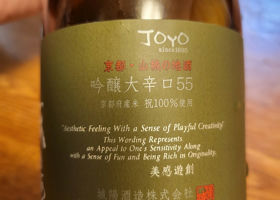 JOYO
since1895
京都・山城の地酒
吟醸大辛口55
京都府産米 祝100%使用
"Aesthetic Feeling With a Sense of Playful Creativity!"
This Wording Represents
an Appeal to One's Sensitivity Along
with a Sense of Fun and Being Rich in Originality.
美感遊創
城陽酒造株式会社